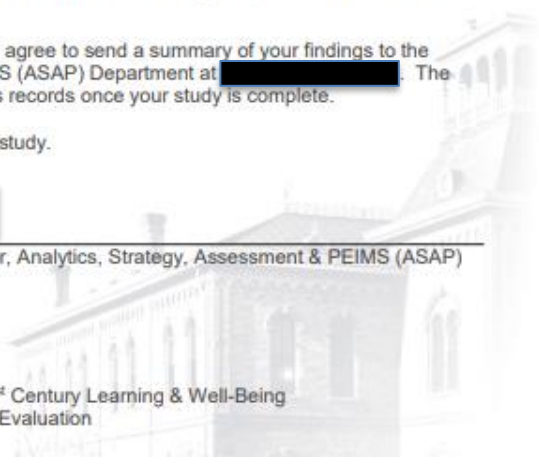 agree to send a summary of your findings to the
S (ASAP) Department at . The
s records once your study is complete.
study.
r, Analytics, Strategy, Assessment & PEIMS (ASAP)
Century Learning & Well-Being
Evaluation